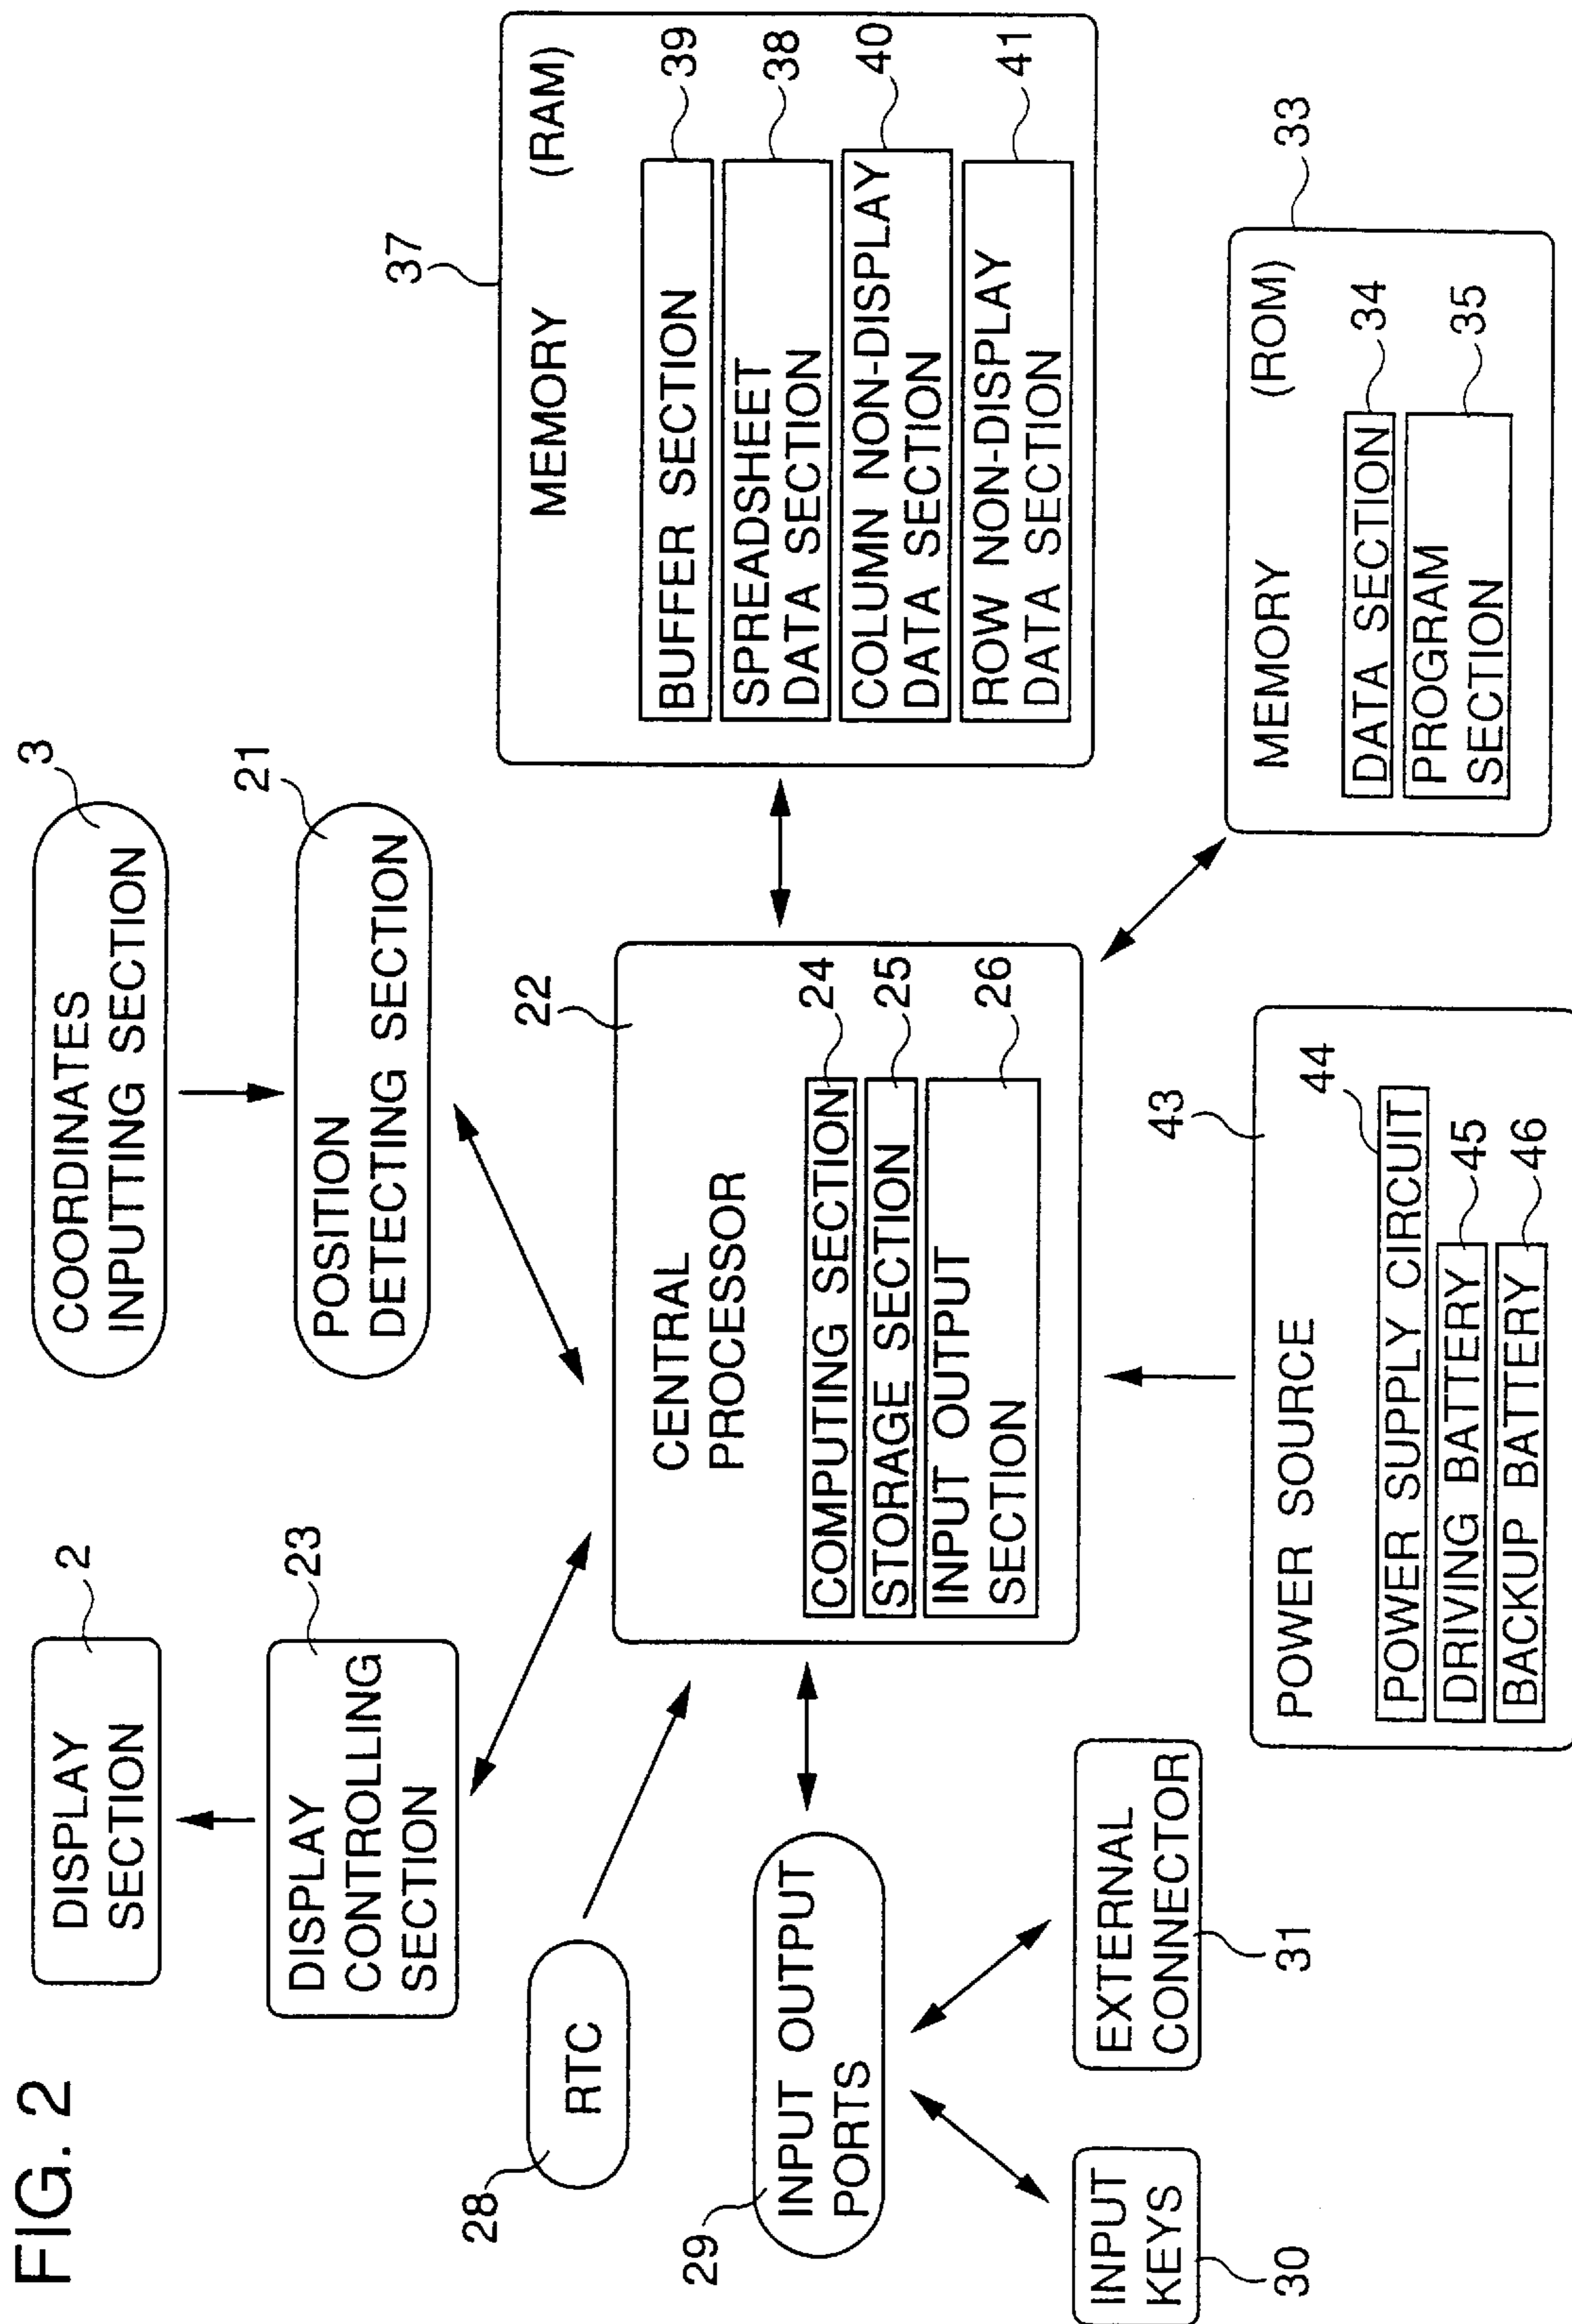 FIG. 2
2
DISPLAY
SECTION
23
DISPLAY
CONTROLLING
SECTION
3
COORDINATES
INPUTTING SECTION
21
POSITION
DETECTING SECTION
28
RTC
29
INPUT OUTPUT
PORTS
30
INPUT
KEYS
31
EXTERNAL
CONNECTOR
22
CENTRAL
PROCESSOR
COMPUTING SECTION 24
STORAGE SECTION 25
INPUT OUTPUT
SECTION
26
37
MEMORY (RAM)
BUFFER SECTION 39
SPREADSHEET
DATA SECTION
38
COLUMN NON-DISPLAY
DATA SECTION
40
ROW NON-DISPLAY
DATA SECTION
41
43
POWER SOURCE
44
POWER SUPPLY CIRCUIT
DRIVING BATTERY 45
BACKUP BATTERY 46
33
MEMORY (ROM)
DATA SECTION 34
PROGRAM
SECTION
35